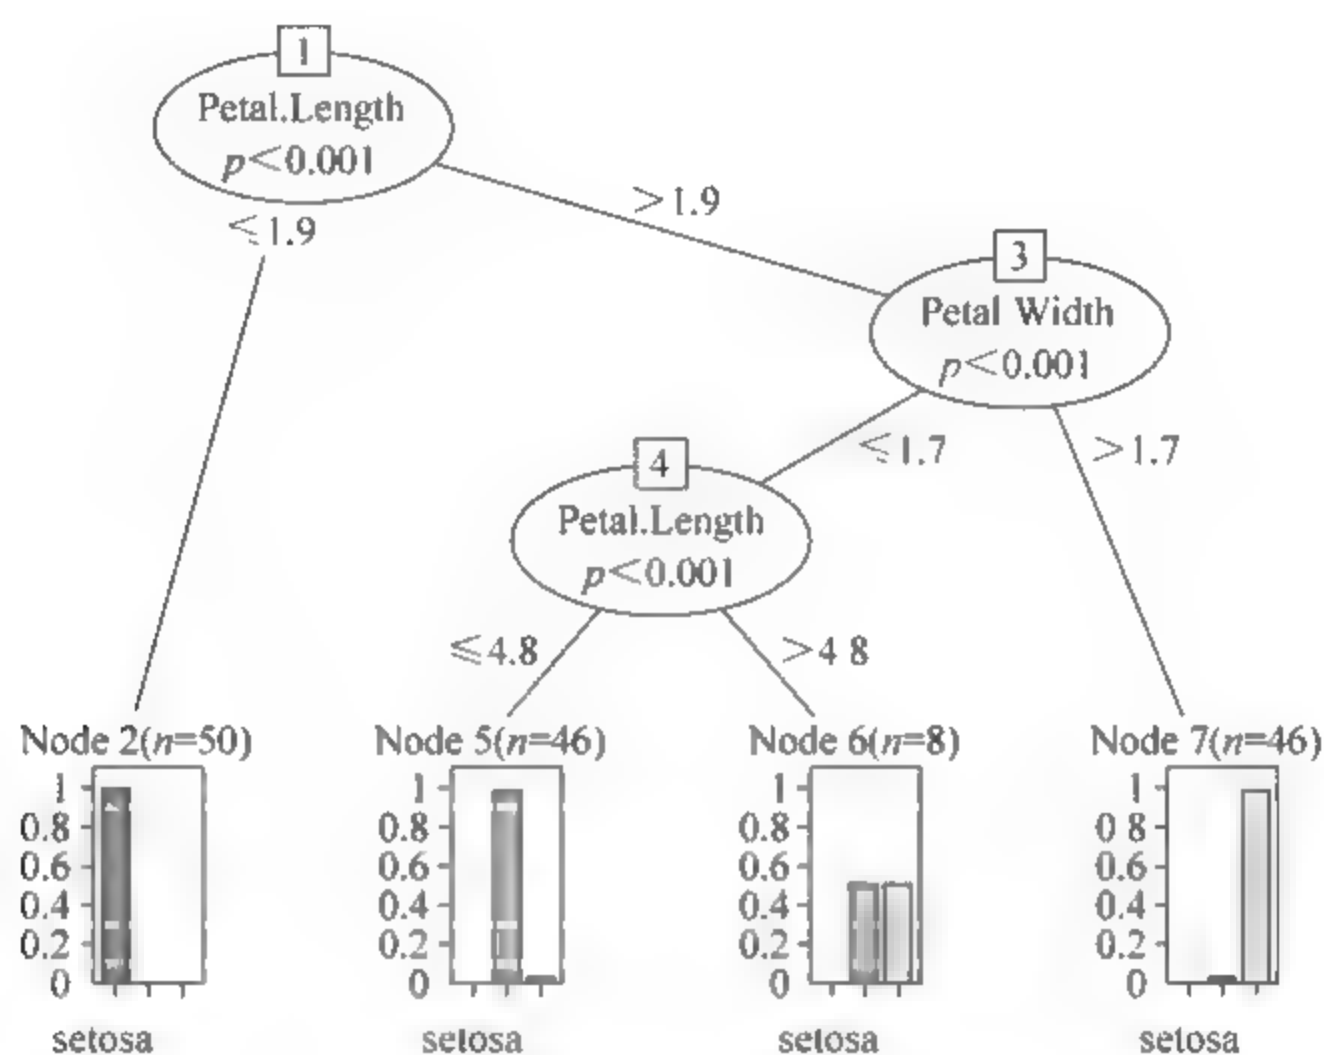 1
Petal.Length
p<0.001
≤1.9
>1.9
3
Petal Width
p<0.001
≤1.7
>1.7
4
Petal.Length
p<0.001
≤4.8
>4 8
Node 2(n=50)
1
0.8
0.6
0.4
0.2
0
setosa
Node 5(n=46)
1
0.8
0.6
0.4
0.2
0
setosa
Node 6(n=8)
1
0.8
0.6
0.4
0.2
0
setosa
Node 7(n=46)
1
0 8
0.6
0.4
0.2
0
setosa